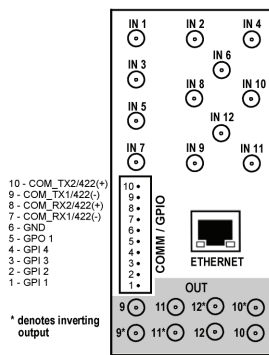 IN 1 IN 2 IN 4
IN 6
IN 3
IN 8 IN 10
IN 5
IN 12
IN 7 IN 9 IN 11
10 - COM_TX2/422(+)
9 - COM_TX1/422(-)
8 - COM_RX2/422(+)
7 - COM_RX1/422(-)
6 - GND
5 - GPO 1
4 - GPI 4
3 - GPI 3
2 - GPI 2
1 - GPI 1
10
9
8
7
6
5
4
3
2
1
COMM / GPIO
ETHERNET
OUT
9 11 12* 10*
9* 11* 12 10
* denotes inverting
output